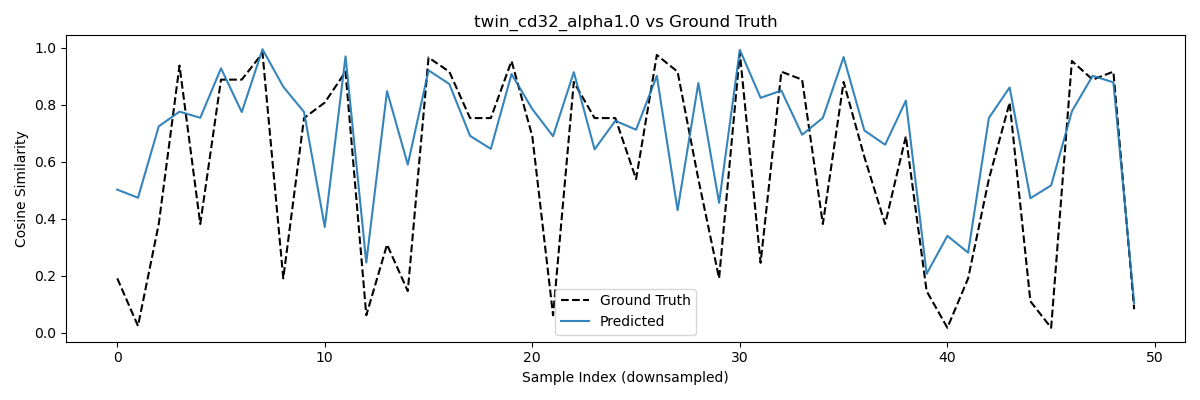 twin_cd32_alpha1.0 vs Ground Truth
Cosine Similarity
1.0
0.8
0.6
0.4
0.2
0.0
Ground Truth
Predicted
0
10
20
30
40
50
Sample Index (downsampled)